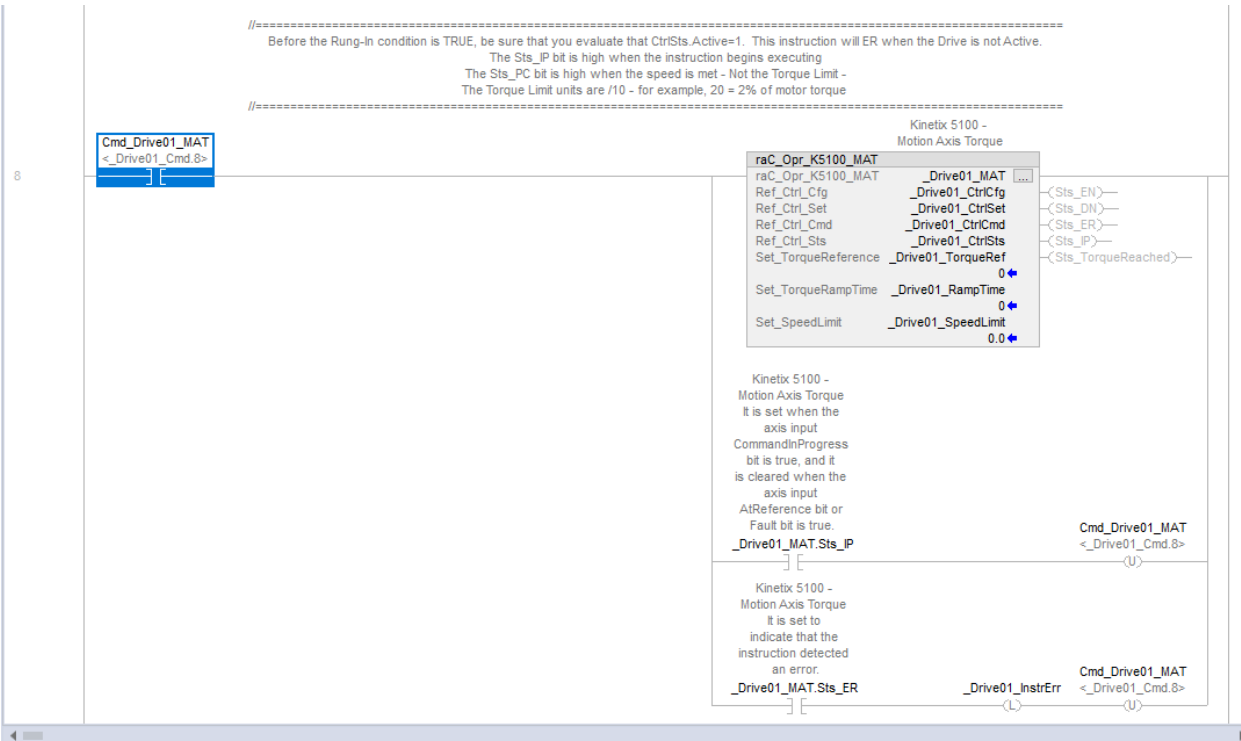 //====================================================================================
Before the Rung-In condition is TRUE, be sure that you evaluate that CtrlSts.Active=1.  This instruction will ER when the Drive is not Active.
The Sts_IP bit is high when the instruction begins executing
The Sts_PC bit is high when the speed is met - Not the Torque Limit -
The Torque Limit units are /10 - for example, 20 = 2% of motor torque
//====================================================================================
Kinetix 5100 -
Motion Axis Torque
Cmd_Drive01_MAT
<_Drive01_Cmd.8>
8
raC_Opr_K5100_MAT
raC_Opr_K5100_MAT _Drive01_MAT ...
Ref_Ctrl_Cfg _Drive01_CtrlCfg (Sts_EN)
Ref_Ctrl_Set _Drive01_CtrlSet (Sts_DN)
Ref_Ctrl_Cmd _Drive01_CtrlCmd (Sts_ER)
Ref_Ctrl_Sts _Drive01_CtrlSts (Sts_IP)
Set_TorqueReference _Drive01_TorqueRef (Sts_TorqueReached)
0
Set_TorqueRampTime _Drive01_RampTime
0
Set_SpeedLimit _Drive01_SpeedLimit
0.0
Kinetix 5100 -
Motion Axis Torque
It is set when the
axis input
CommandInProgress
bit is true, and it
is cleared when the
axis input
AtReference bit or
Fault bit is true.
_Drive01_MAT.Sts_IP
Cmd_Drive01_MAT
<_Drive01_Cmd.8>
U
Kinetix 5100 -
Motion Axis Torque
It is set to
indicate that the
instruction detected
an error.
_Drive01_MAT.Sts_ER
_Drive01_InstrErr
L
Cmd_Drive01_MAT
<_Drive01_Cmd.8>
U